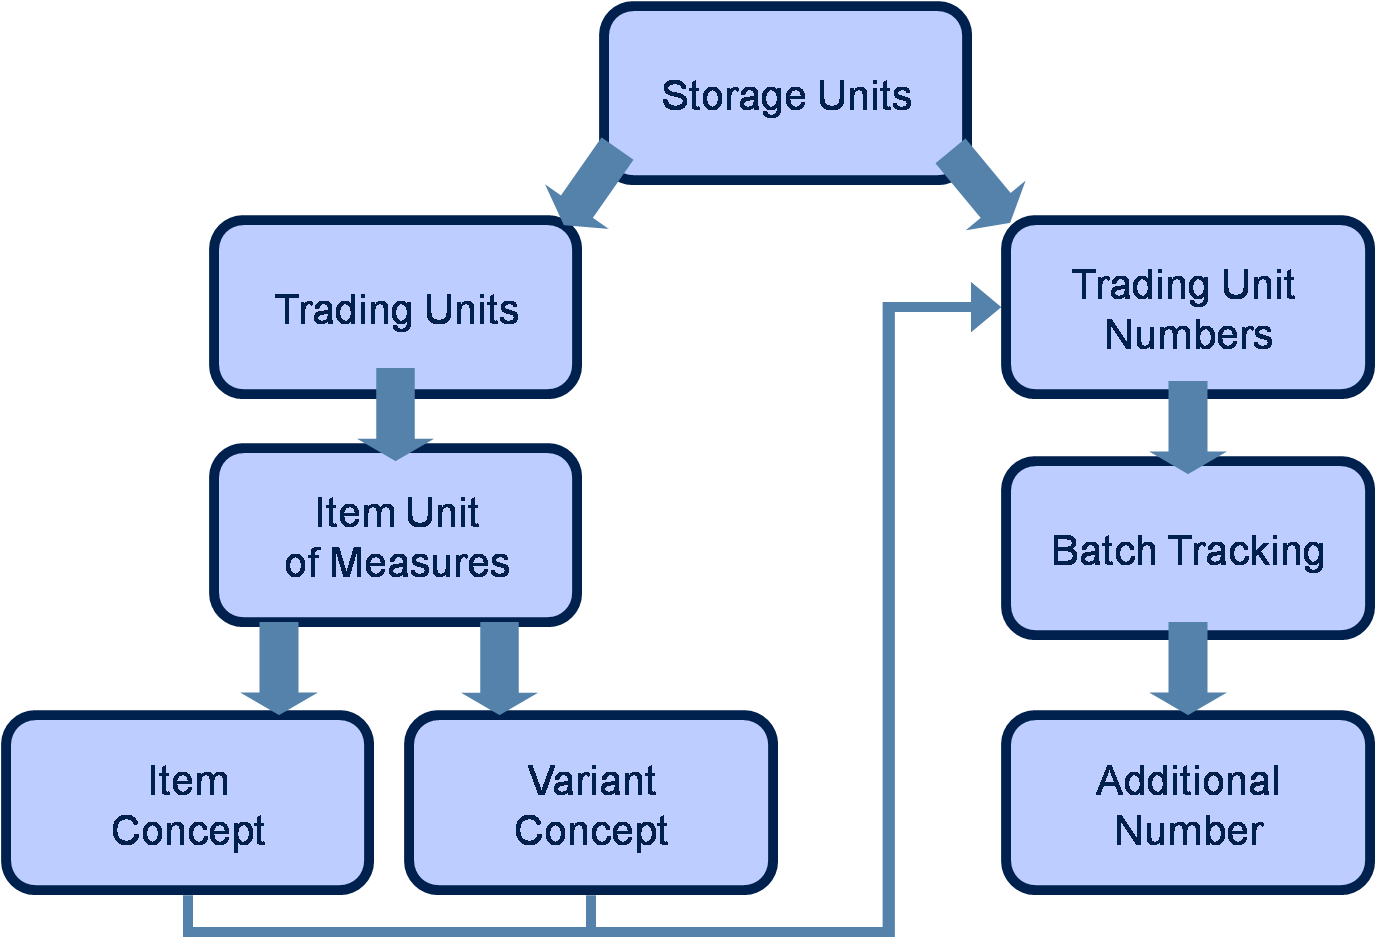 Storage Units
Trading Units
Trading Unit
Numbers
Item Unit
of Measures
Batch Tracking
Item
Concept
Variant
Concept
Additional
Number